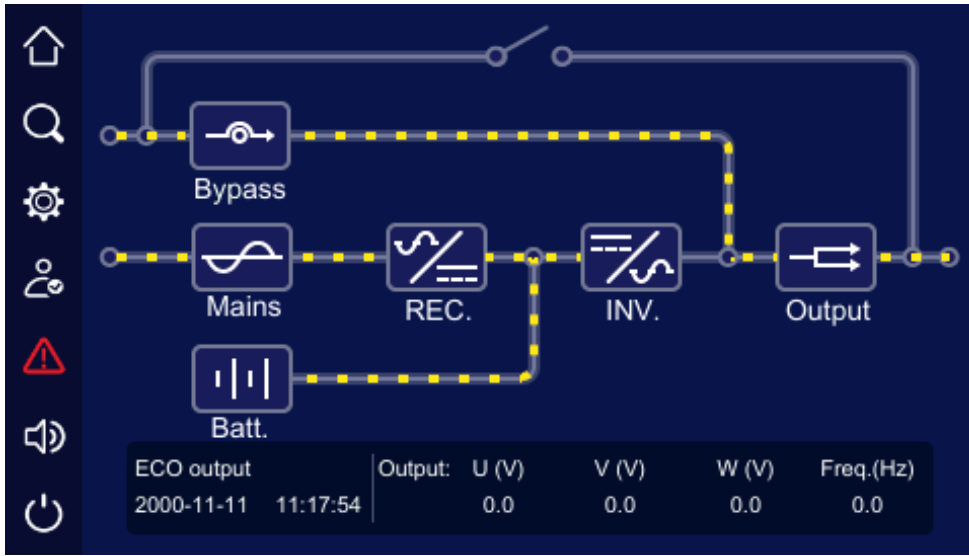 Bypass
Mains
REC.
INV.
Output
Batt.
ECO output Output: U (V) V (V) W (V) Freq.(Hz)
2000-11-11 11:17:54 0.0 0.0 0.0 0.0